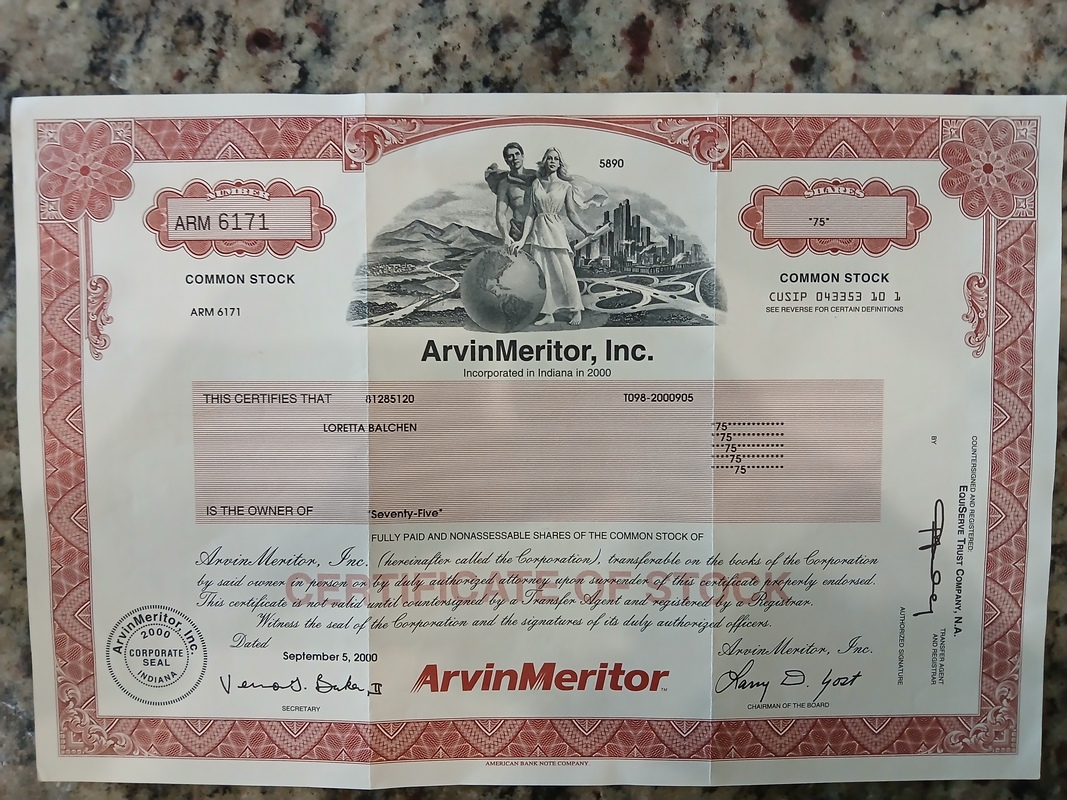 5890
NUMBER
ARM 6171
SHARES
*75*
COMMON STOCK
ARM 6171
COMMON STOCK
CUSIP 043353 10 1
SEE REVERSE FOR CERTAIN DEFINITIONS
ArvinMeritor, Inc.
Incorporated in Indiana in 2000
THIS CERTIFIES THAT 81285120 T098-2000905
LORETTA BALCHEN
*75*************
**75************
***75***********
****75**********
*****75*********
IS THE OWNER OF *Seventy-Five*
FULLY PAID AND NONASSESSABLE SHARES OF THE COMMON STOCK OF
CERTIFICATE OF STOCK
ArvinMeritor, Inc. (hereinafter called the Corporation), transferable on the books of the Corporation
by said owner in person or by duly authorized attorney upon surrender of this certificate properly endorsed.
This certificate is not valid until countersigned by a Transfer Agent and registered by a Registrar.
Witness the seal of the Corporation and the signatures of its duly authorized officers.
Dated
September 5, 2000
ArvinMeritor, Inc.
2000
CORPORATE
SEAL
INDIANA
Vernon G. Baker, II
SECRETARY
ArvinMeritor™
ArvinMeritor, Inc.
Larry D. Yost
CHAIRMAN OF THE BOARD
COUNTERSIGNED AND REGISTERED:
EQUISERVE TRUST COMPANY, N.A.
TRANSFER AGENT
AND REGISTRAR
BY
AUTHORIZED SIGNATURE
AMERICAN BANK NOTE COMPANY.